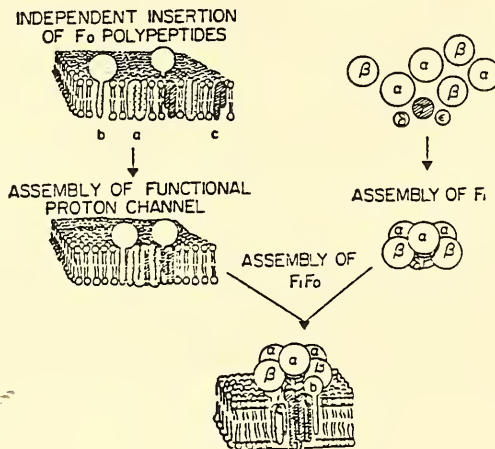 INDEPENDENT INSERTION
OF Fo POLYPEPTIDES
b a c
ASSEMBLY OF FUNCTIONAL
PROTON CHANNEL
β α β α
α β
ε
ASSEMBLY OF F₁
α α α
β β
ASSEMBLY OF
F₁Fo
α α α
β β
b